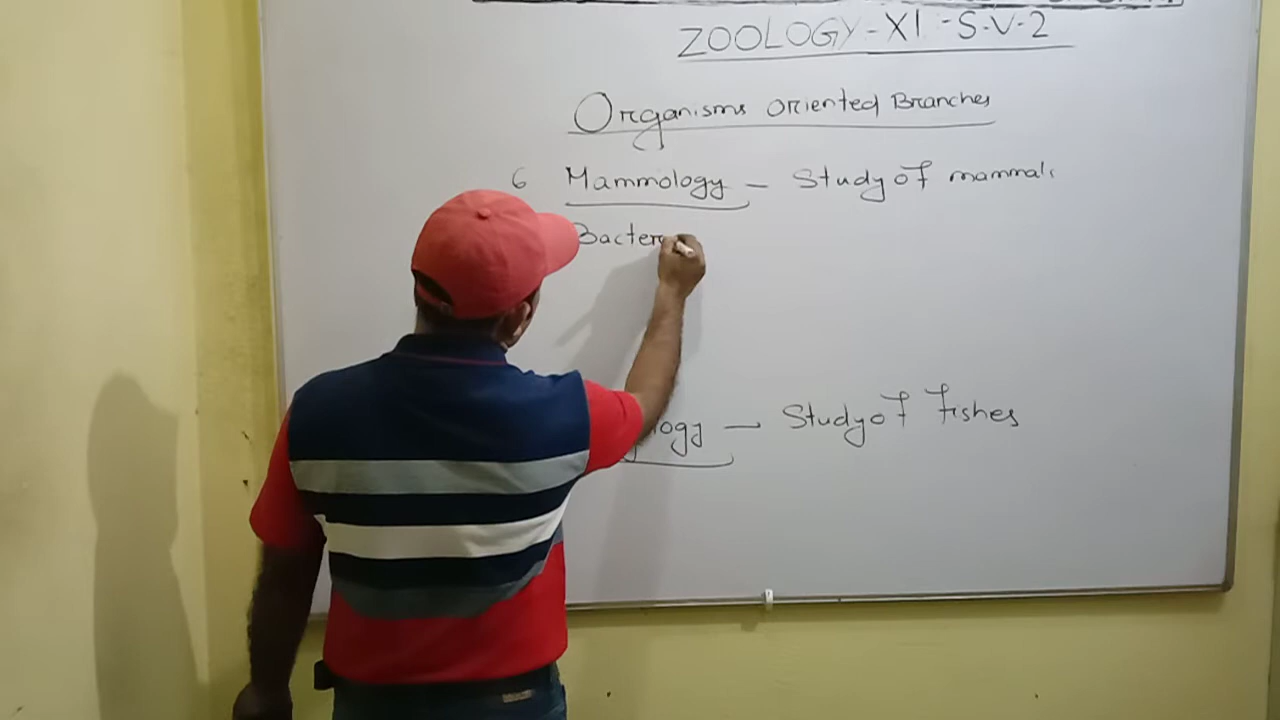 ZOOLOGY-XI-S.V-2
Organisms oriented Branches
6 Mammology — Study of mammals
Bacter
logy — Study of fishes